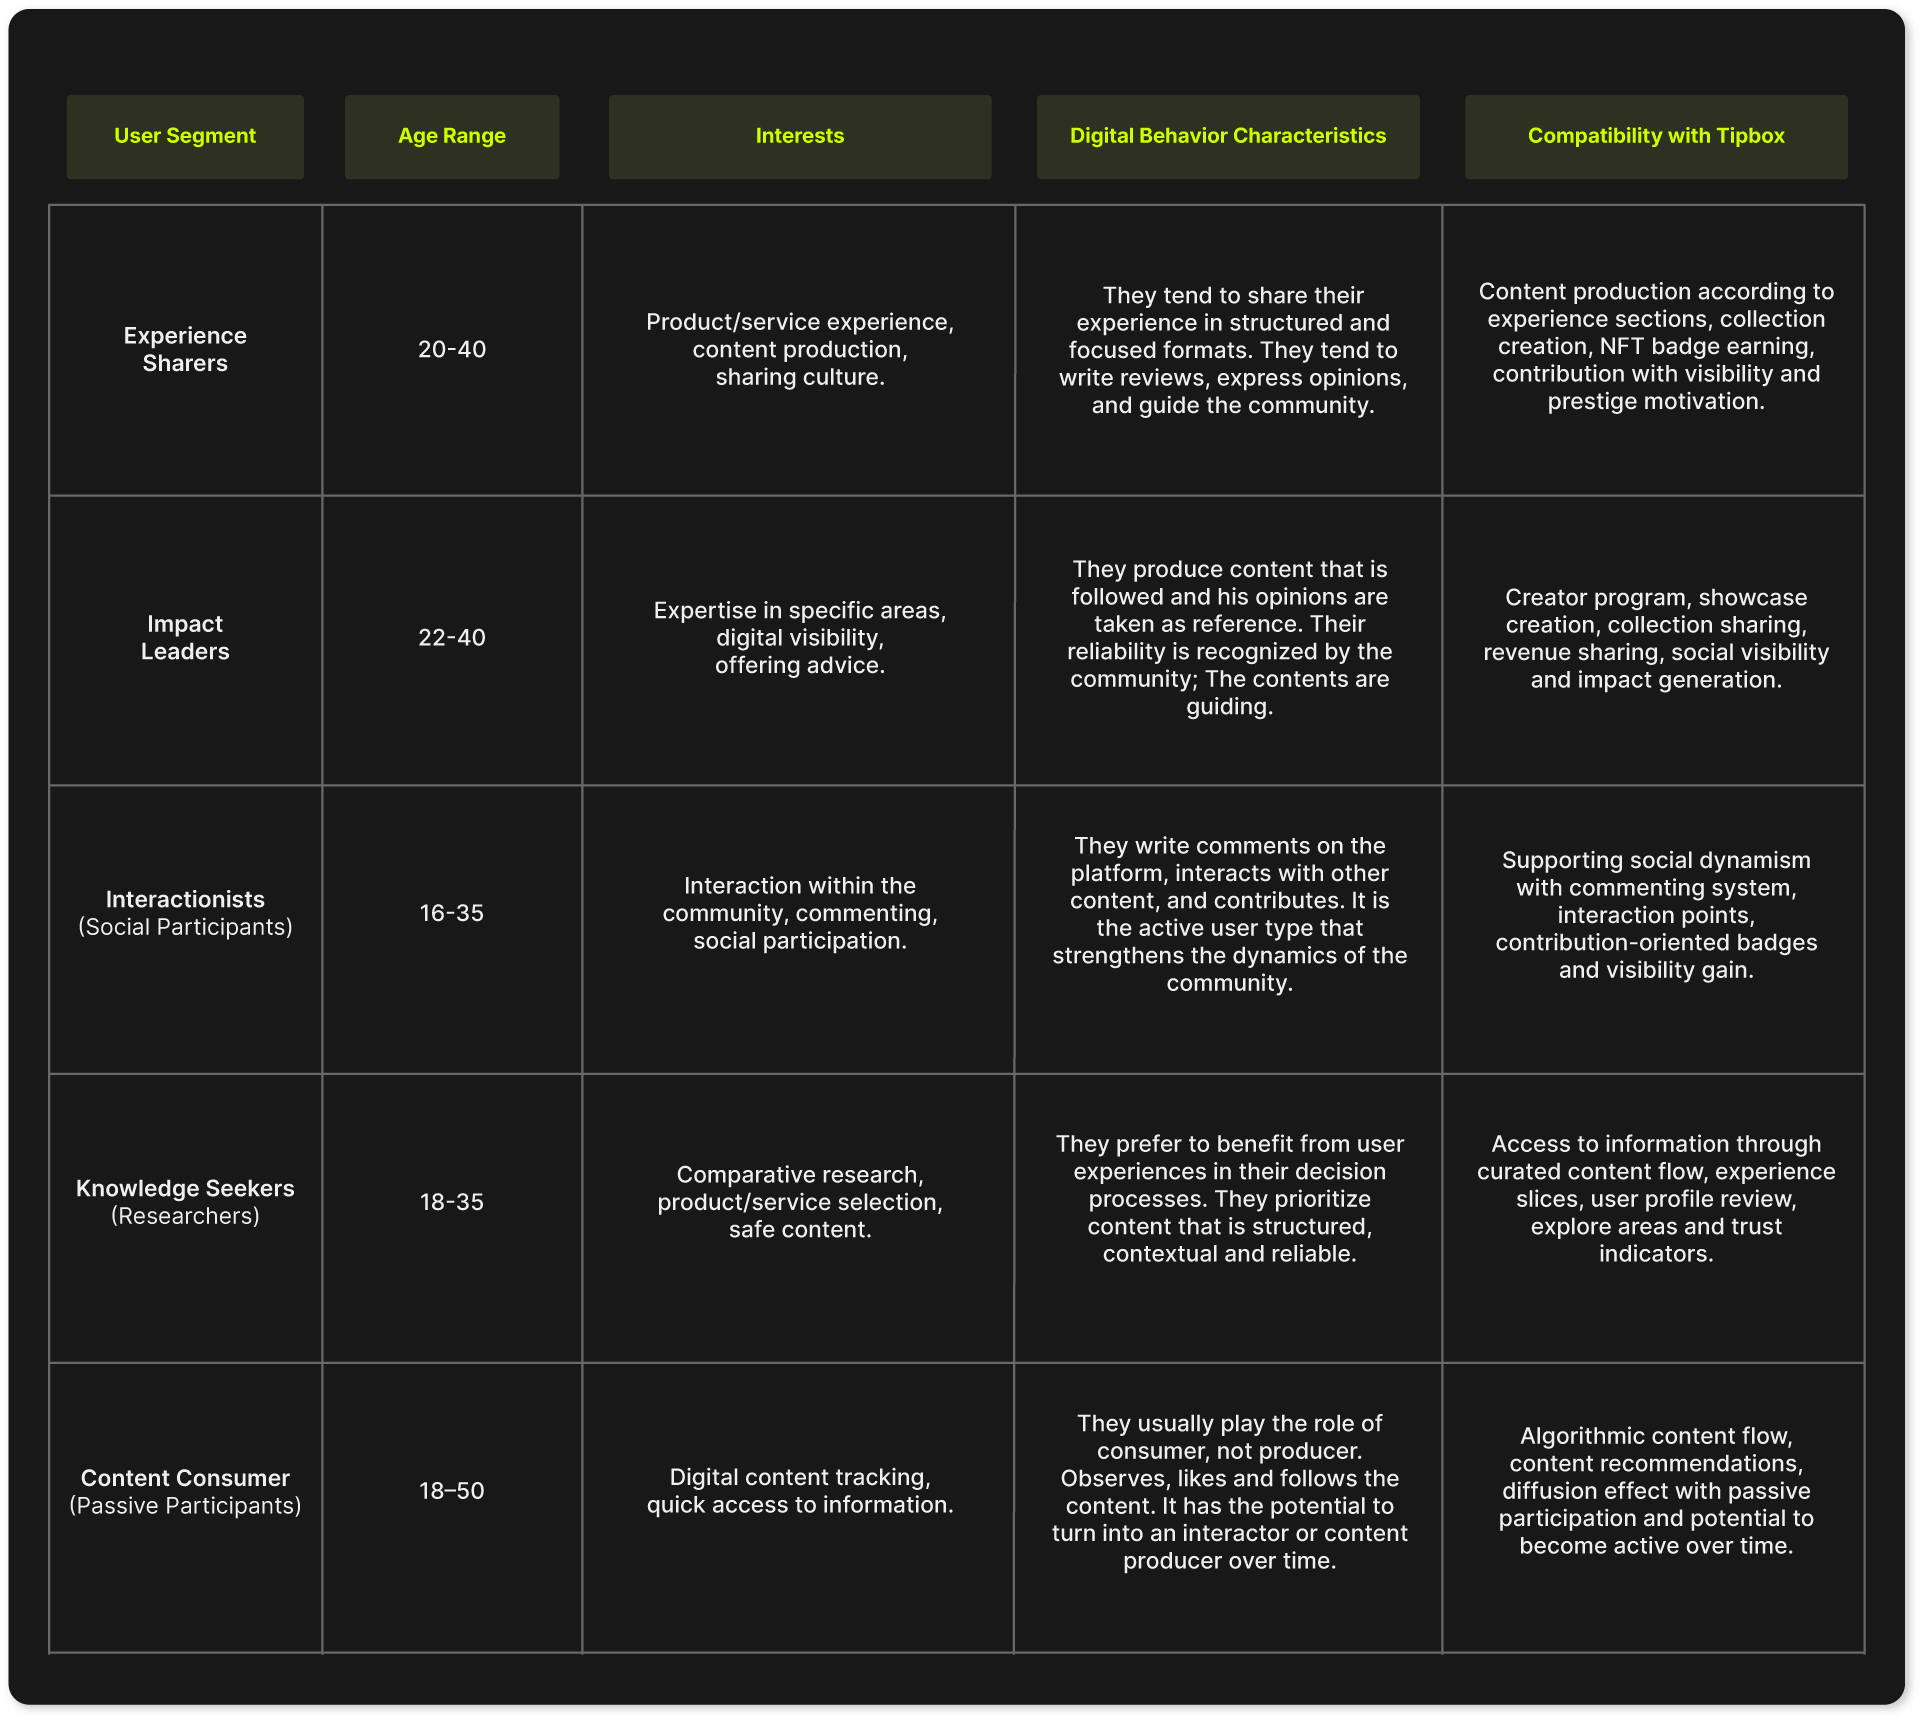 User Segment
Age Range
Interests
Digital Behavior Characteristics
Compatibility with Tipbox
Experience
Sharers
20-40
Product/service experience,
content production,
sharing culture.
They tend to share their
experience in structured and
focused formats. They tend to
write reviews, express opinions,
and guide the community.
Content production according to
experience sections, collection
creation, NFT badge earning,
contribution with visibility and
prestige motivation.
Impact
Leaders
22-40
Expertise in specific areas,
digital visibility,
offering advice.
They produce content that is
followed and his opinions are
taken as reference. Their
reliability is recognized by the
community; The contents are
guiding.
Creator program, showcase
creation, collection sharing,
revenue sharing, social visibility
and impact generation.
Interactionists
(Social Participants)
16-35
Interaction within the
community, commenting,
social participation.
They write comments on the
platform, interacts with other
content, and contributes. It is
the active user type that
strengthens the dynamics of the
community.
Supporting social dynamism
with commenting system,
interaction points,
contribution-oriented badges
and visibility gain.
Knowledge Seekers
(Researchers)
18-35
Comparative research,
product/service selection,
safe content.
They prefer to benefit from user
experiences in their decision
processes. They prioritize
content that is structured,
contextual and reliable.
Access to information through
curated content flow, experience
slices, user profile review,
explore areas and trust
indicators.
Content Consumer
(Passive Participants)
18–50
Digital content tracking,
quick access to information.
They usually play the role of
consumer, not producer.
Observes, likes and follows the
content. It has the potential to
turn into an interactor or content
producer over time.
Algorithmic content flow,
content recommendations,
diffusion effect with passive
participation and potential to
become active over time.